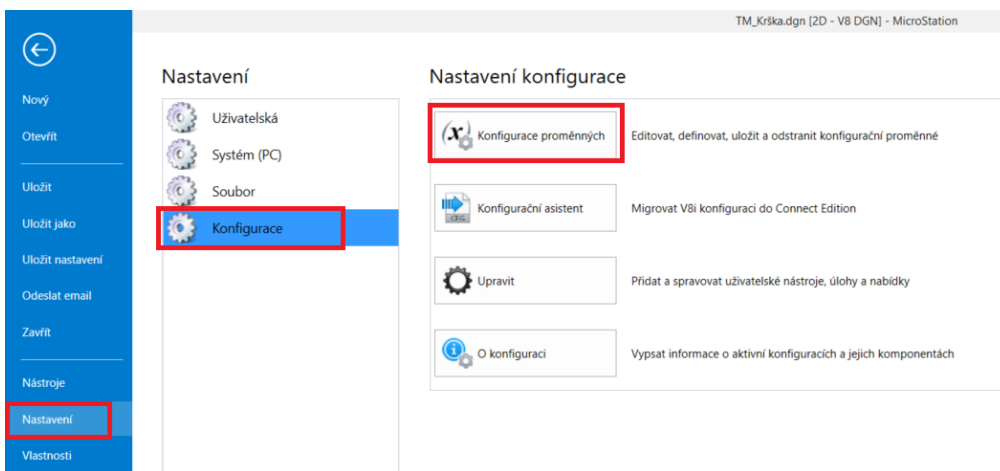 TM_Krška.dgn [2D - V8 DGN] - MicroStation
Nový
Otevřít
Uložit
Uložit jako
Uložit nastavení
Odeslat email
Zavřít
Nástroje
Nastavení
Vlastnosti
Nastavení
Uživatelská
Systém (PC)
Soubor
Konfigurace
Nastavení konfigurace
(x) Konfigurace proměnných Editovat, definovat, uložit a odstranit konfigurační proměnné
CFG Konfigurační asistent Migrovat V8i konfiguraci do Connect Edition
Upravit Přidat a spravovat uživatelské nástroje, úlohy a nabídky
O konfiguraci Vypsat informace o aktivní konfiguracích a jejich komponentách